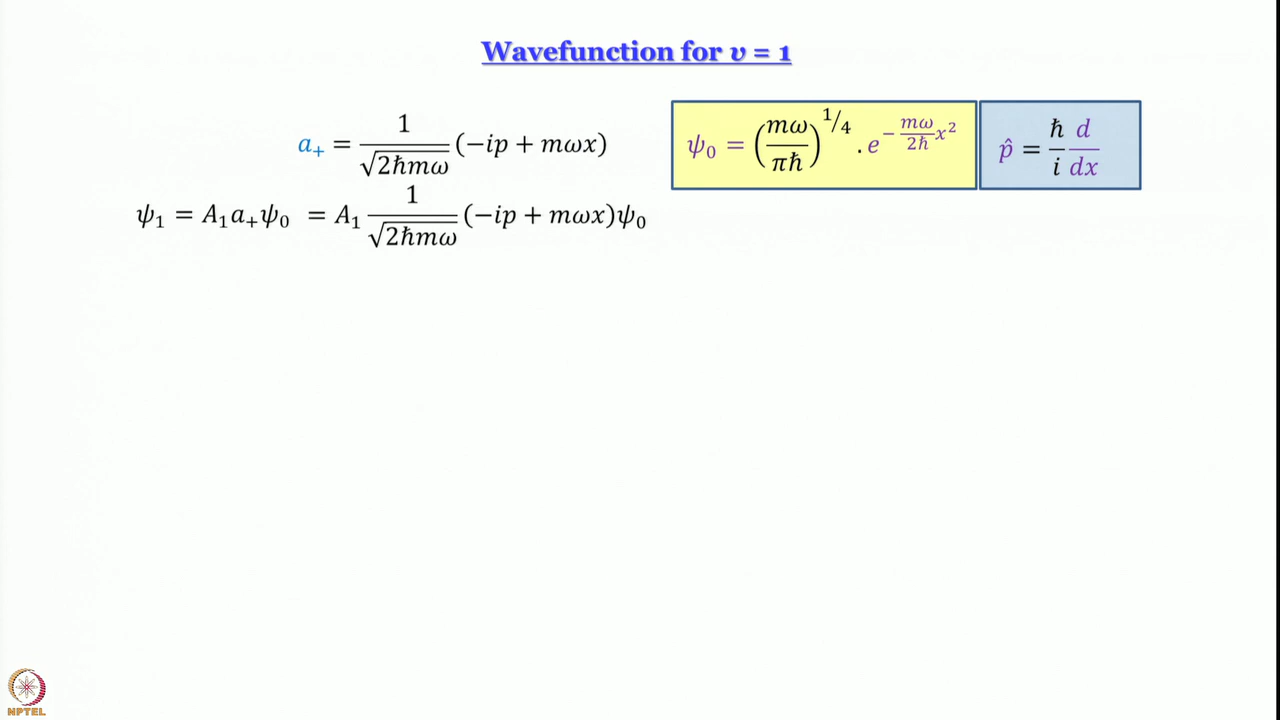 Wavefunction for v = 1
a₊ = 1/√(2ℏmω) (−ip + mωx)
ψ₀ = (mω/πℏ)^(1/4) . e^(−(mω/2ℏ)x²)
p̂ = ℏ/i d/dx
ψ₁ = A₁a₊ψ₀ = A₁ 1/√(2ℏmω) (−ip + mωx)ψ₀
NPTEL